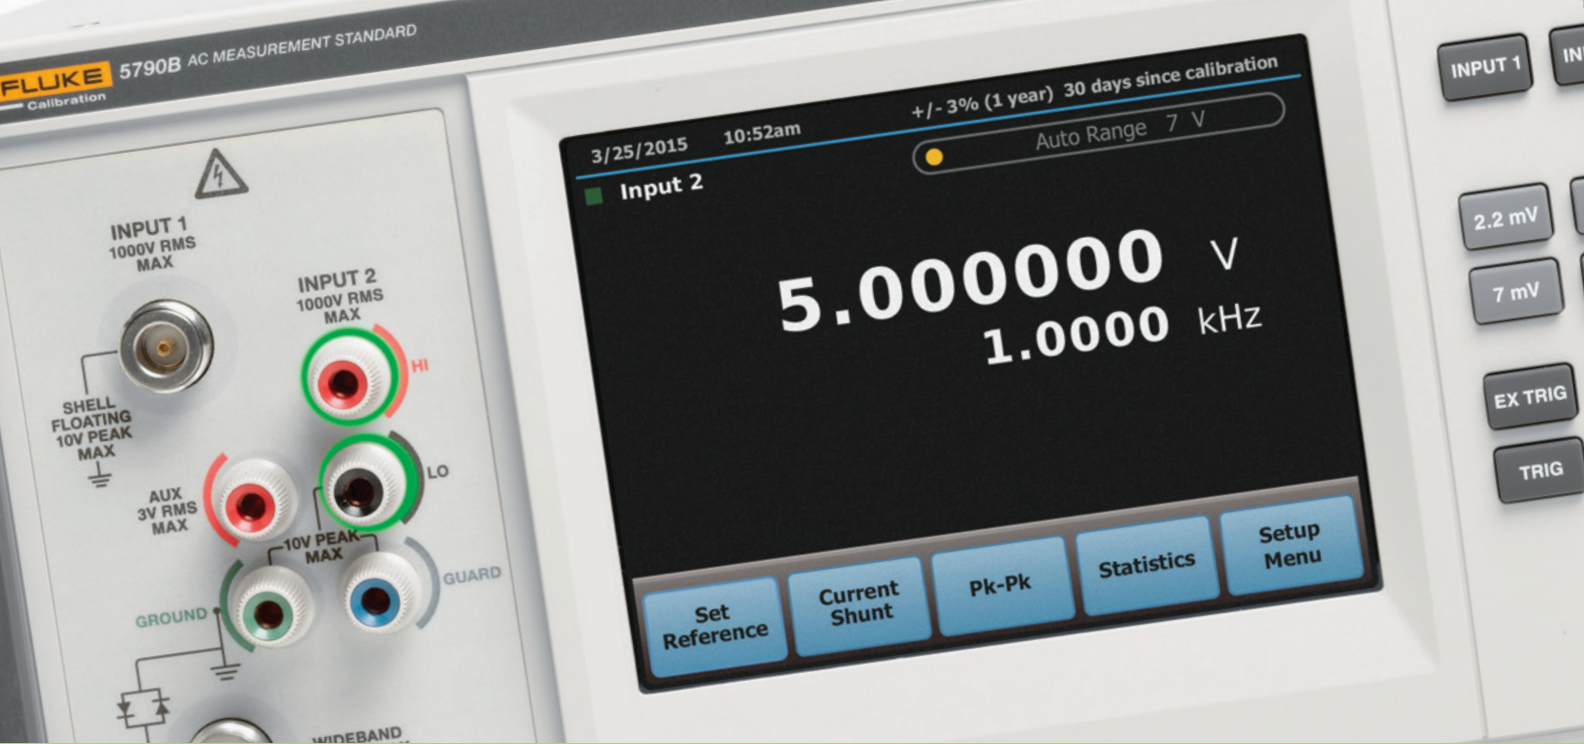 FLUKE
Calibration
5790B AC MEASUREMENT STANDARD
INPUT 1
1000V RMS
MAX
SHELL
FLOATING
10V PEAK
MAX
INPUT 2
1000V RMS
MAX
HI
LO
AUX
3V RMS
MAX
10V PEAK
MAX
GROUND
GUARD
WIDEBAND
3/25/2015 10:52am +/- 3% (1 year) 30 days since calibration
Auto Range 7 V
Input 2
5.000000 V
1.0000 kHz
Set
Reference
Current
Shunt
Pk-Pk
Statistics
Setup
Menu
INPUT 1
2.2 mV
7 mV
EX TRIG
TRIG